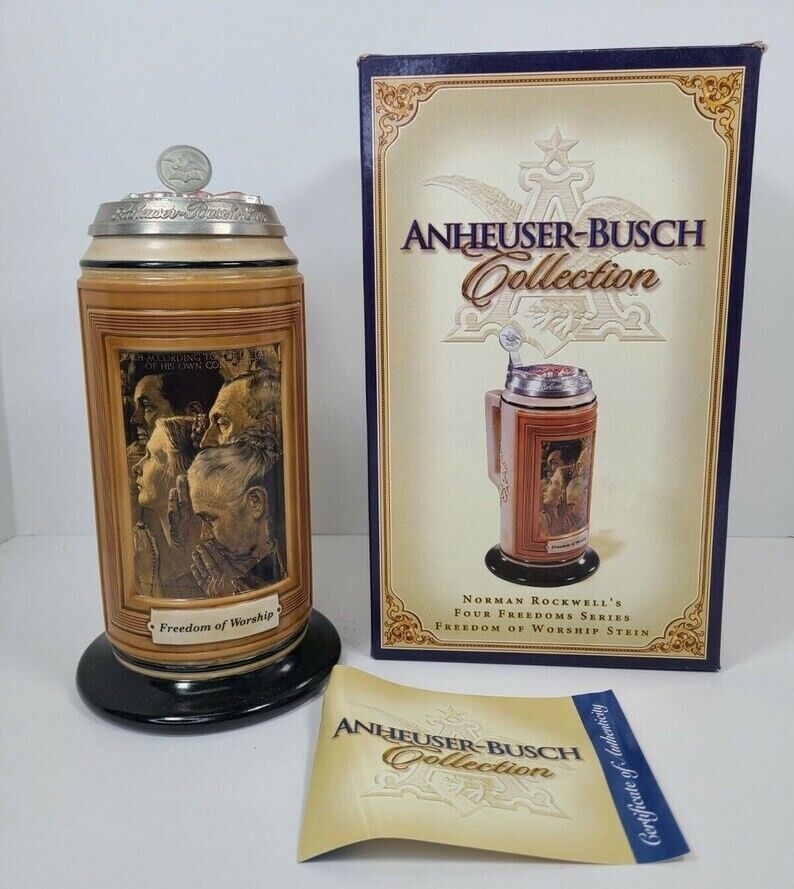 Anheuser-Busch, Inc.
EACH ACCORDING TO THE DICTATES
OF HIS OWN CONSCIENCE
Freedom of Worship
ANHEUSER-BUSCH
Collection
Freedom of Worship
NORMAN ROCKWELL'S
FOUR FREEDOMS SERIES
FREEDOM OF WORSHIP STEIN
ANHEUSER-BUSCH
Collection
Certificate of Authenticity